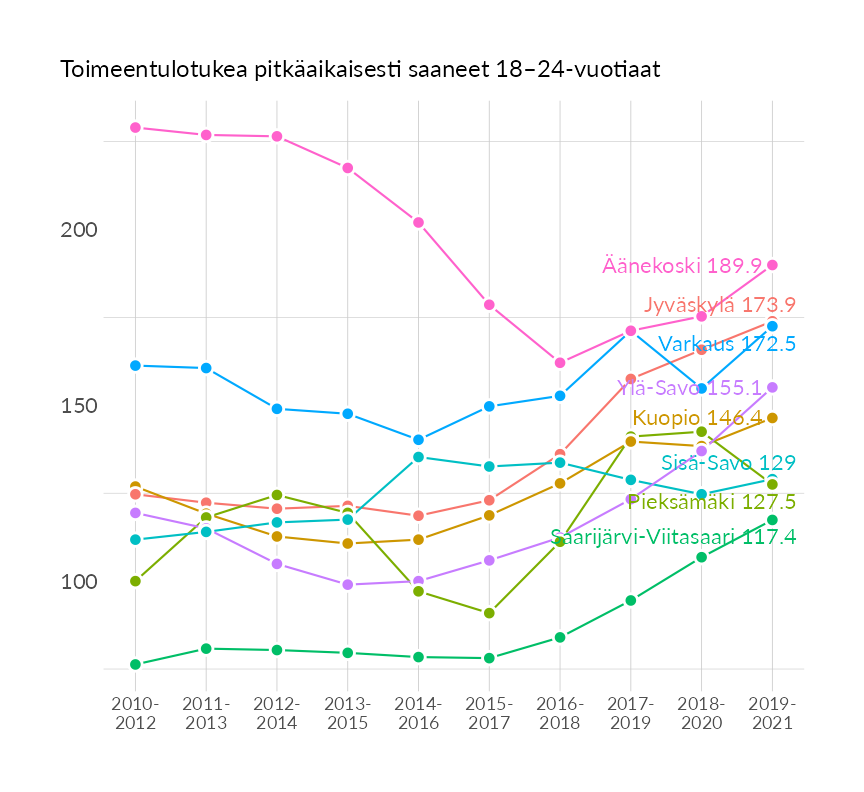 Toimeentulotukea pitkäaikaisesti saaneet 18–24-vuotiaat
200
Äänekoski 189.9
Jyväskylä 173.9
Varkaus 172.5
Ylä-Savo 155.1
150
Kuopio 146.4
Sisä-Savo 129
Pieksämäki 127.5
Saarijärvi-Viitasaari 117.4
100
2010- 2011- 2012- 2013- 2014- 2015- 2016- 2017- 2018- 2019-
2012 2013 2014 2015 2016 2017 2018 2019 2020 2021